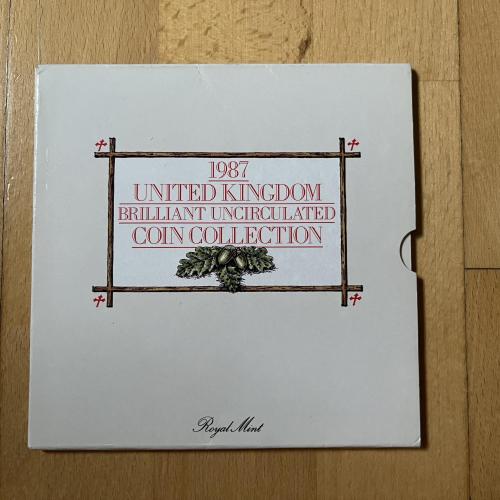 1987
UNITED KINGDOM
BRILLIANT UNCIRCULATED
COIN COLLECTION
Royal Mint